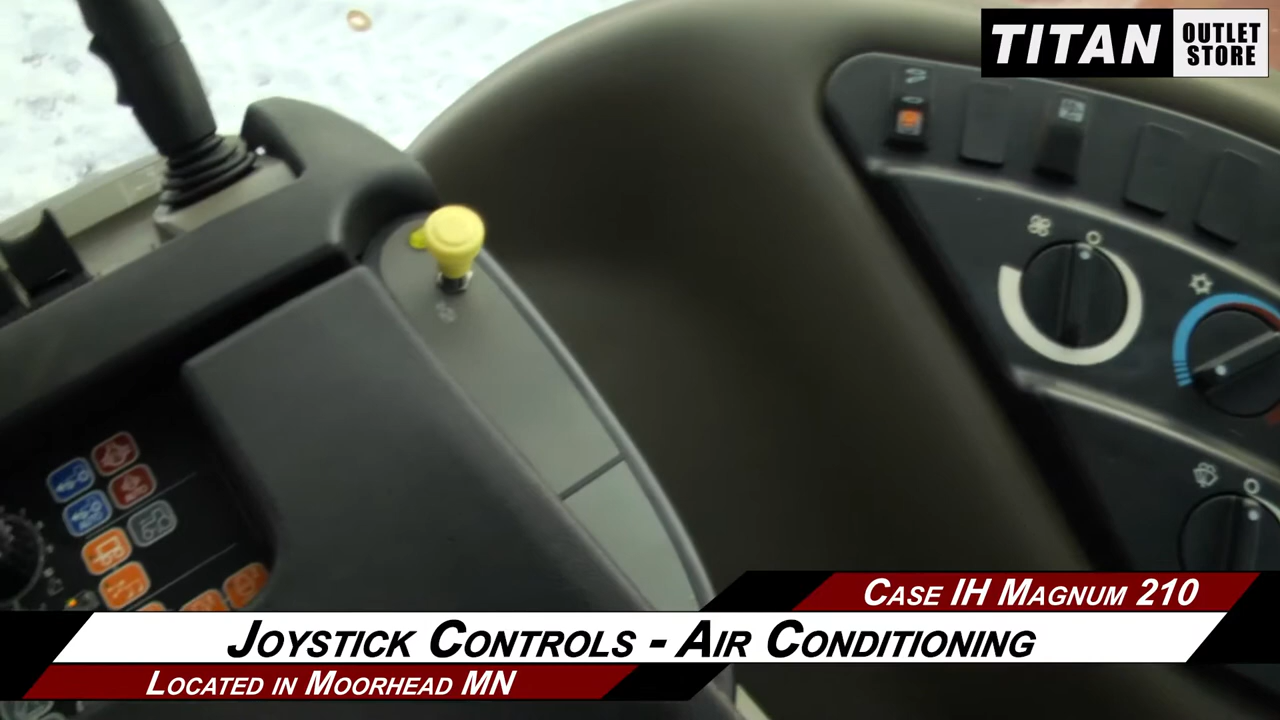 TITAN
OUTLET
STORE
Case IH Magnum 210
Joystick Controls - Air Conditioning
Located in Moorhead MN